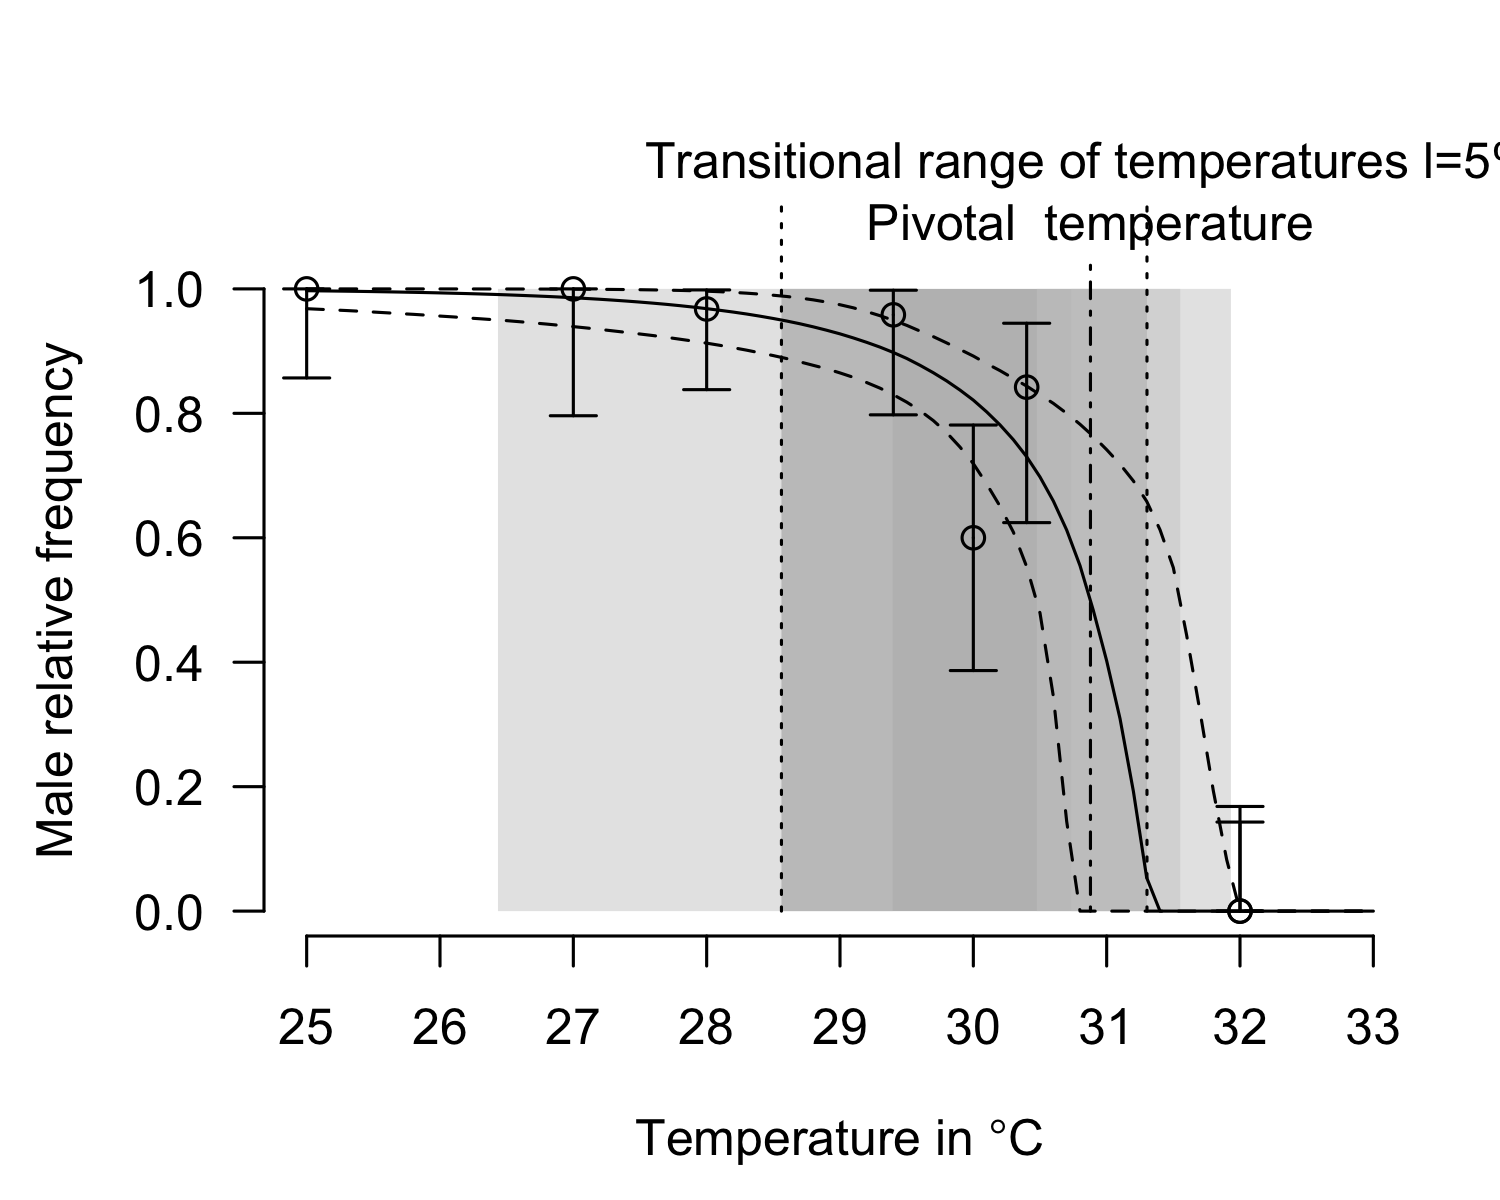 Transitional range of temperatures l=5
Pivotal  temperature
1.0
0.8
0.6
0.4
0.2
0.0
Male relative frequency
25 26 27 28 29 30 31 32 33
Temperature in °C